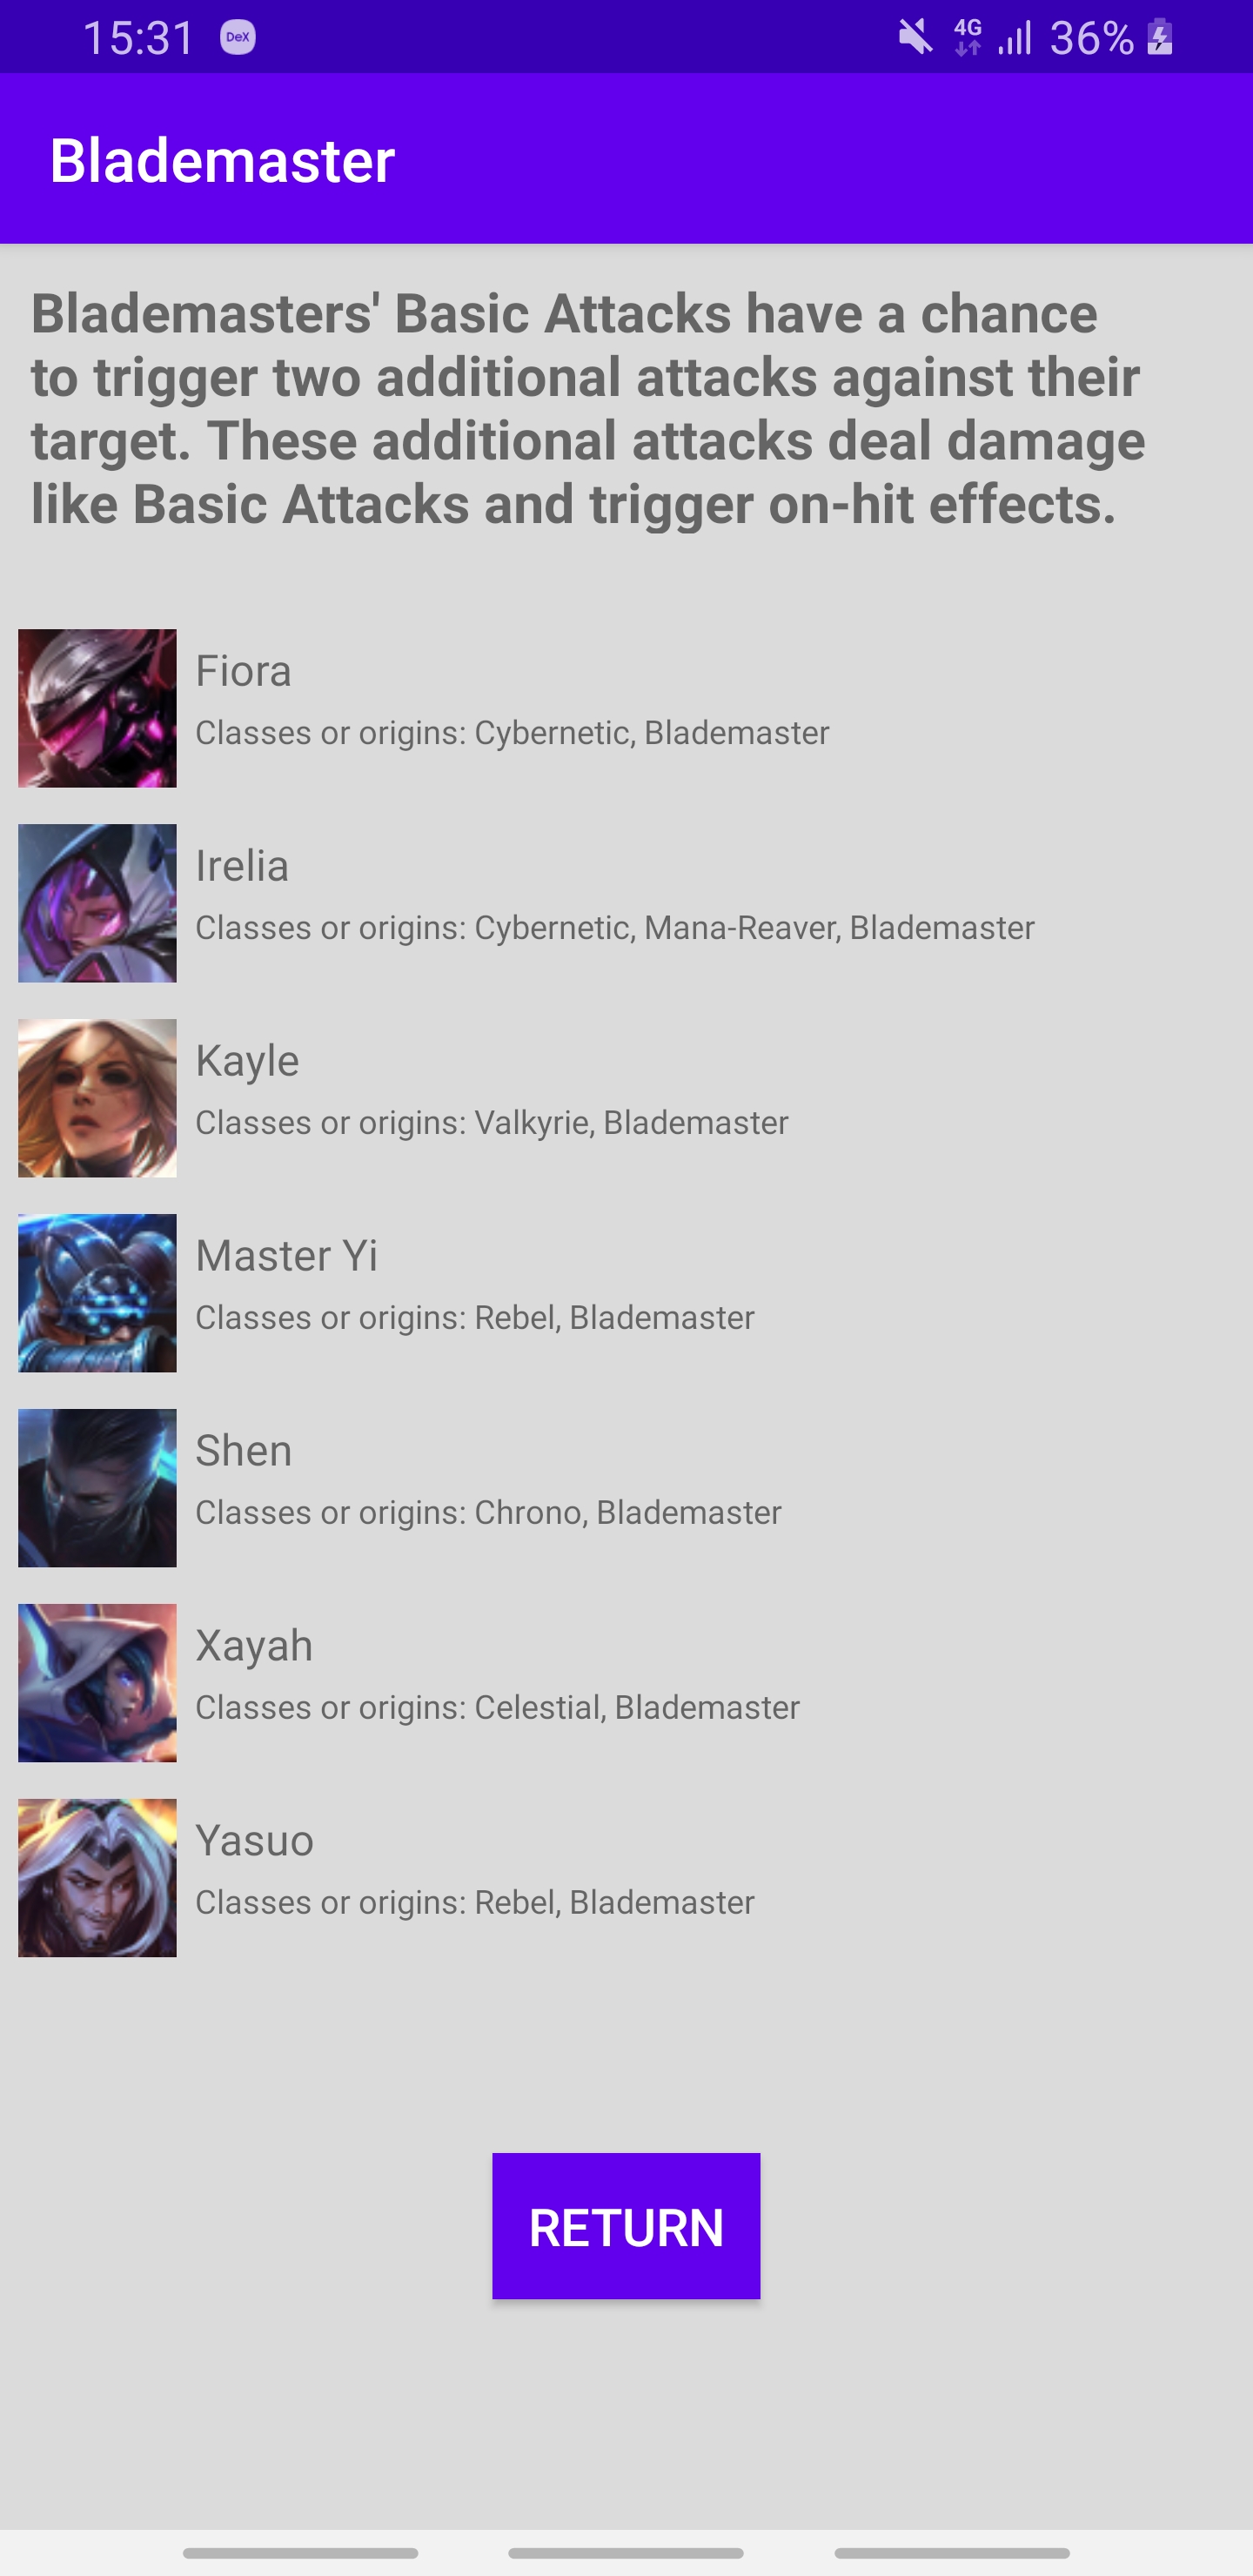 15:31 DeX 4G 36%
Blademaster
Blademasters' Basic Attacks have a chance
to trigger two additional attacks against their
target. These additional attacks deal damage
like Basic Attacks and trigger on-hit effects.
Fiora
Classes or origins: Cybernetic, Blademaster
Irelia
Classes or origins: Cybernetic, Mana-Reaver, Blademaster
Kayle
Classes or origins: Valkyrie, Blademaster
Master Yi
Classes or origins: Rebel, Blademaster
Shen
Classes or origins: Chrono, Blademaster
Xayah
Classes or origins: Celestial, Blademaster
Yasuo
Classes or origins: Rebel, Blademaster
RETURN